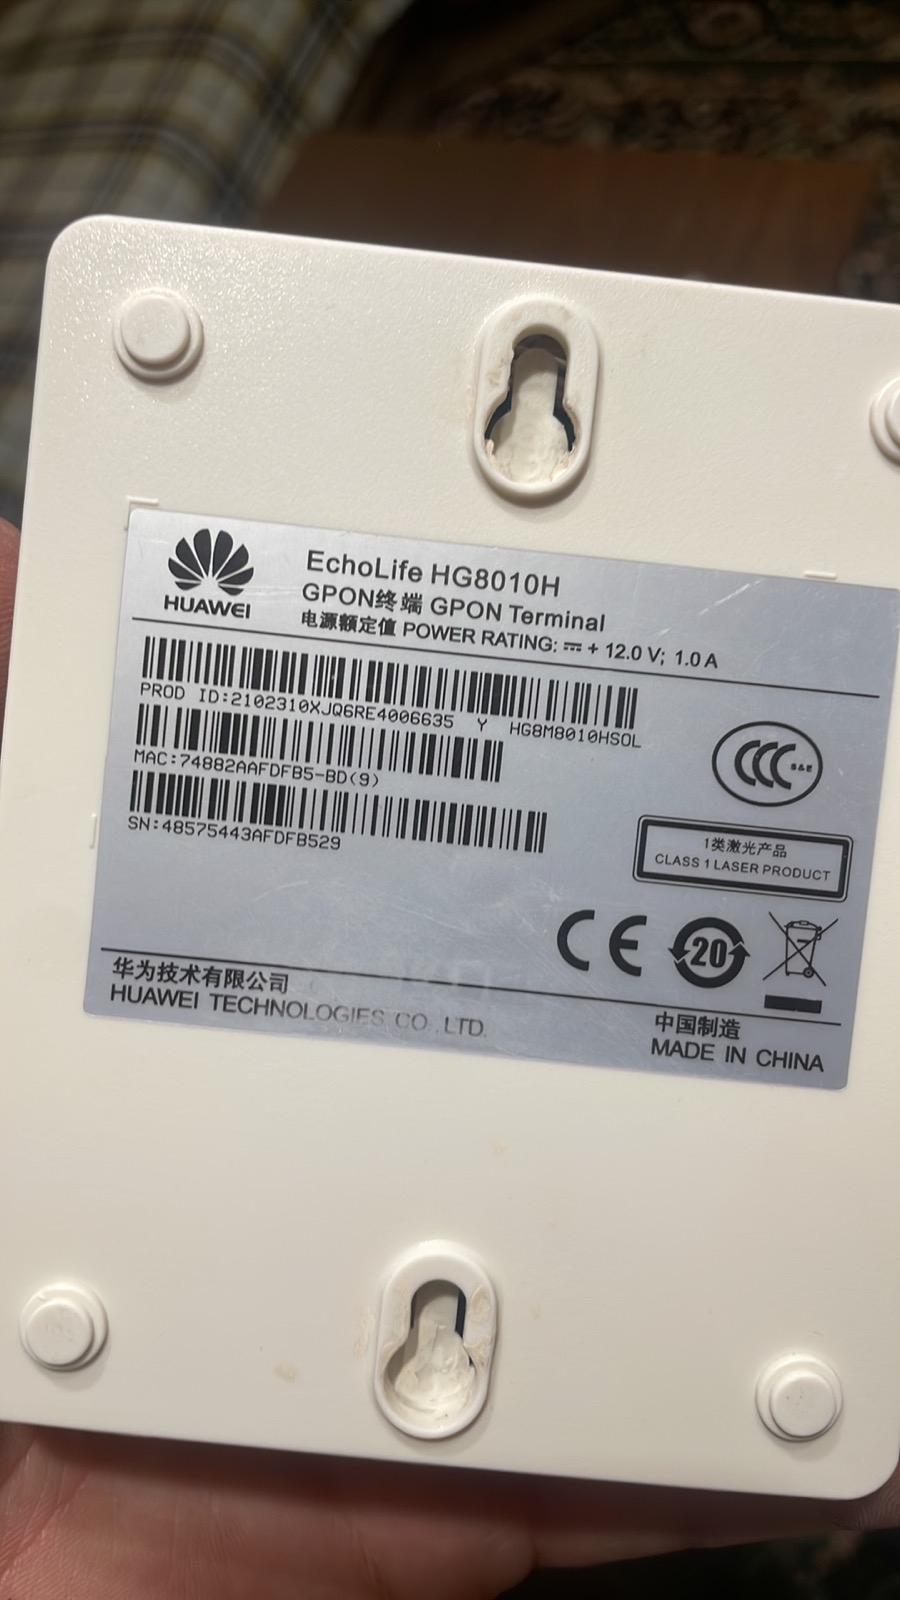 HUAWEI
EchoLife HG8010H
GPON终端 GPON Terminal
电源额定值 POWER RATING: ⎓ + 12.0 V; 1.0 A
PROD ID:2102310XJQ6RE4006635 Y HG8M8010HSOL
MAC:74882AAFDFB5-BD(9)
SN:48575443AFDFB529
S&E
1类激光产品
CLASS 1 LASER PRODUCT
CE
20
华为技术有限公司
HUAWEI TECHNOLOGIES CO.,LTD.
中国制造
MADE IN CHINA